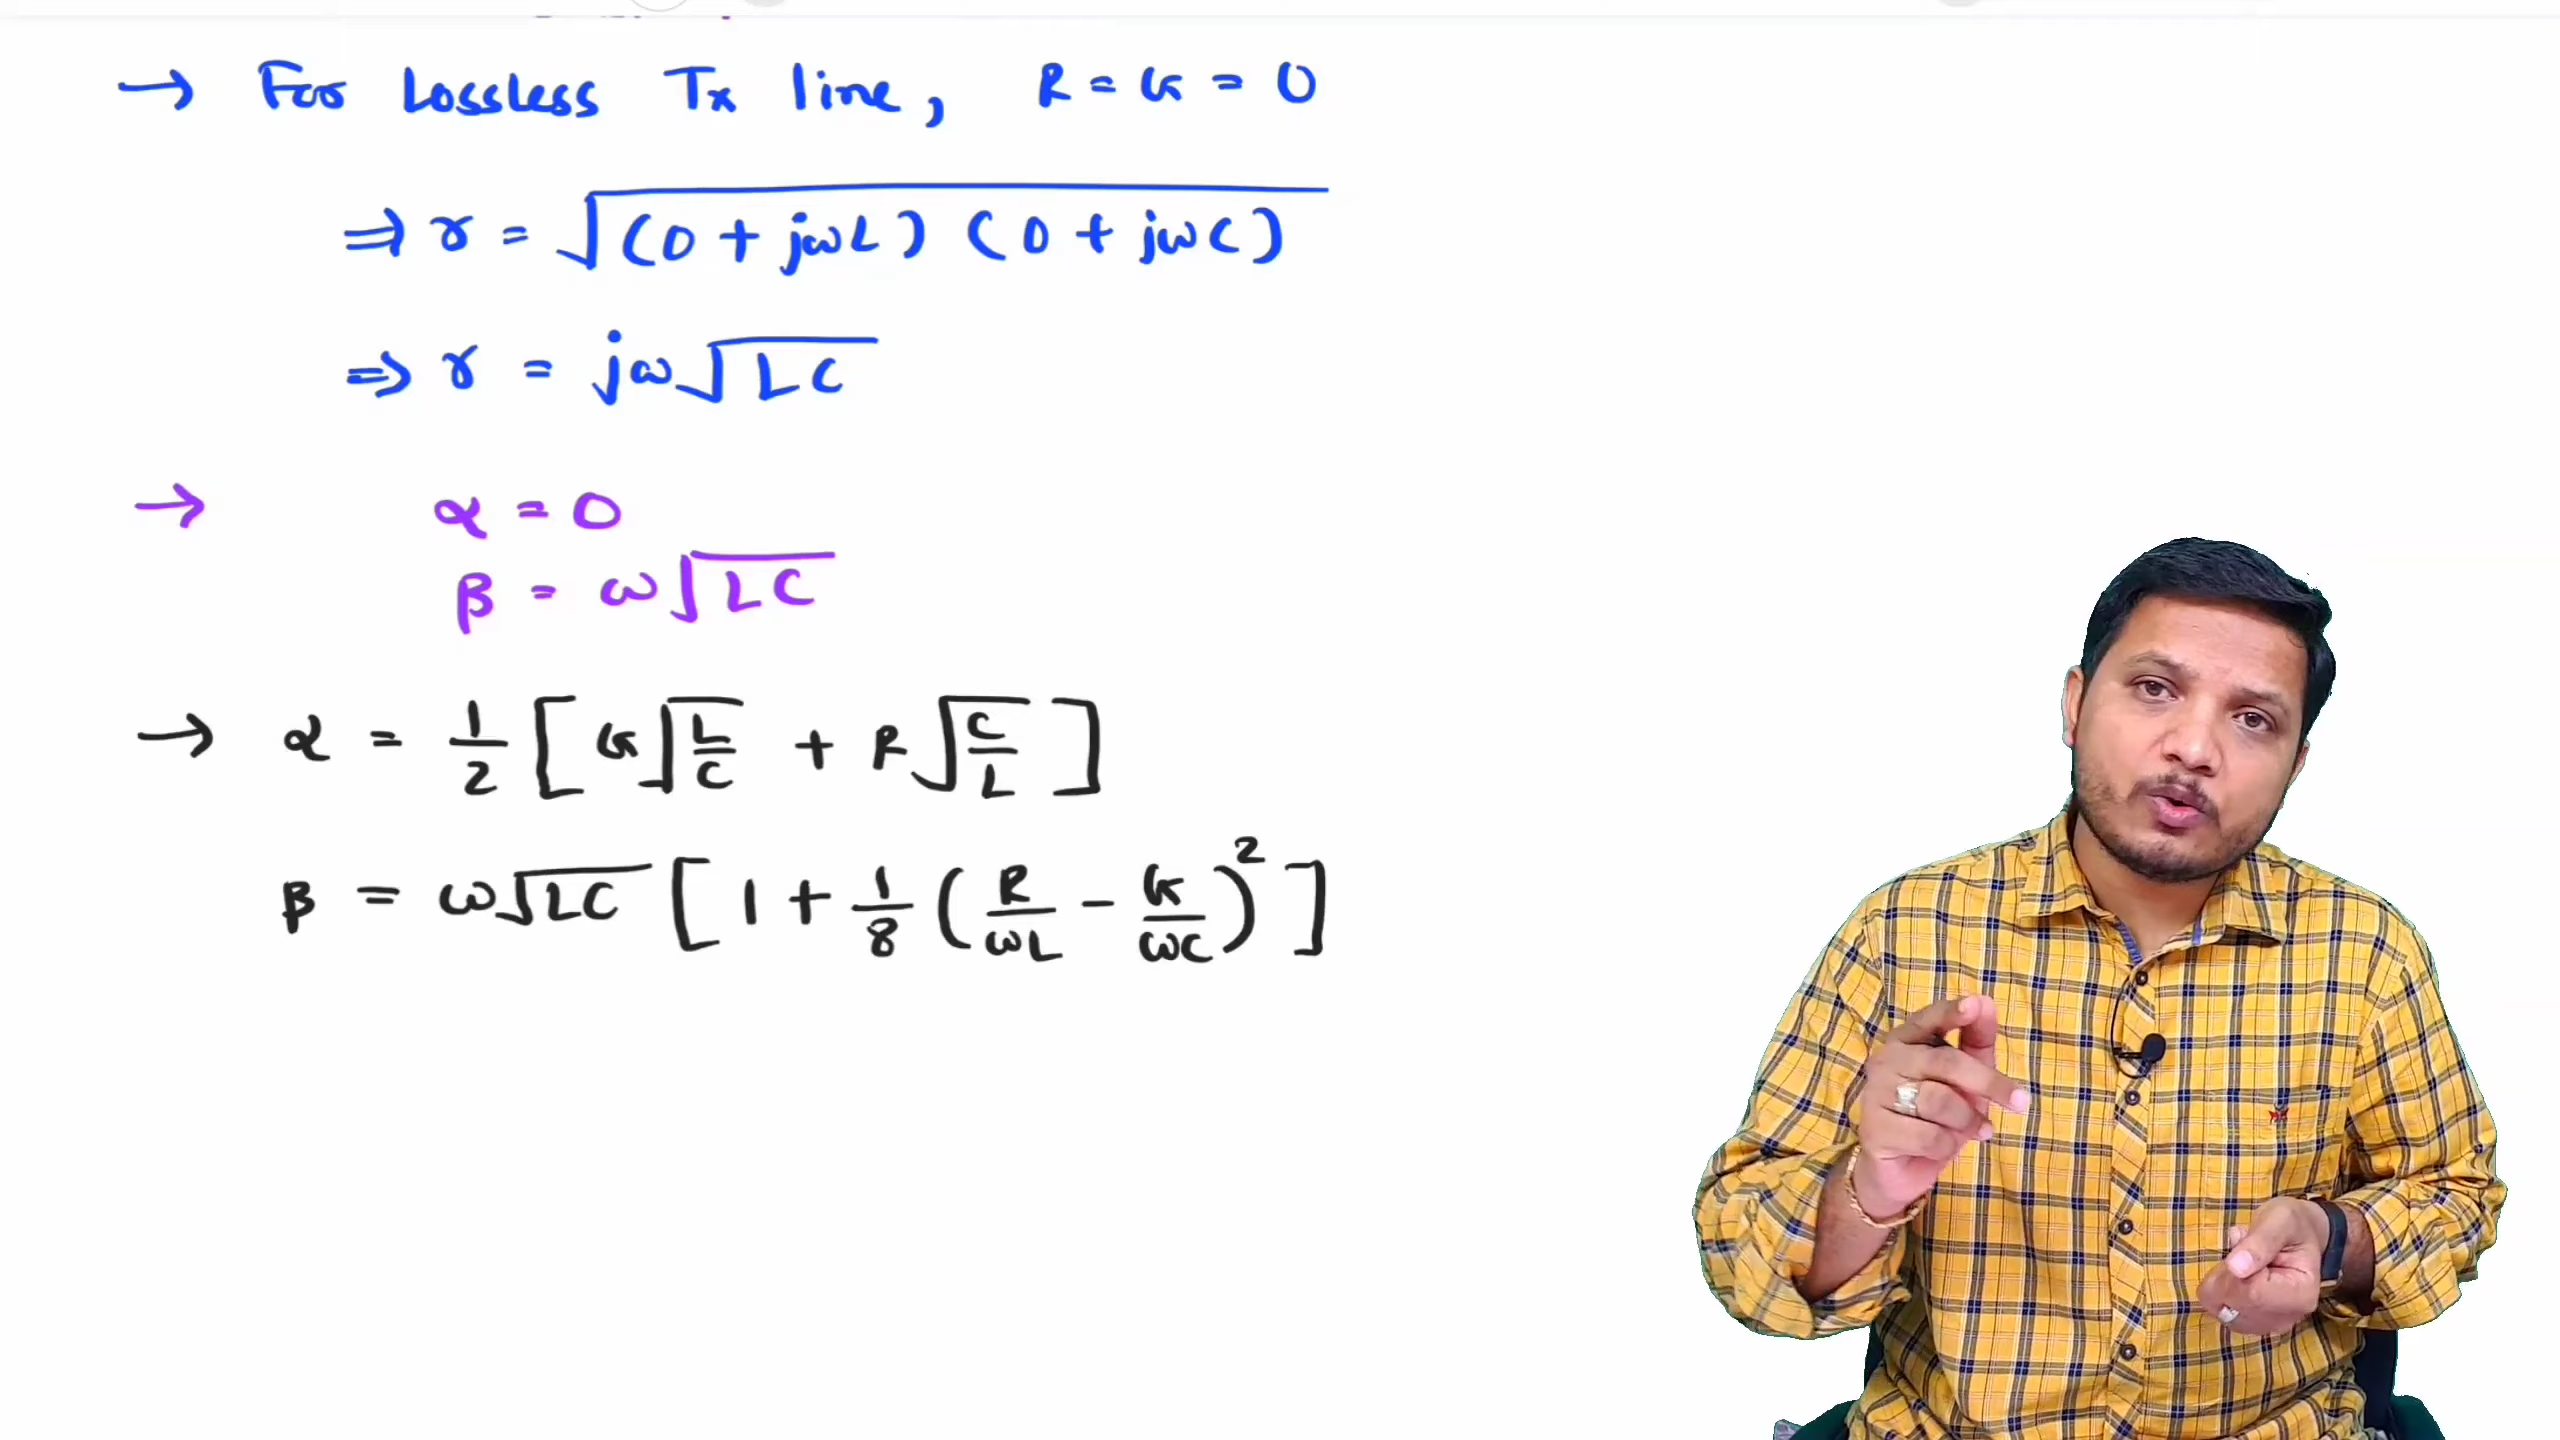 → For Lossless Tx line, R = G = 0
⇒ γ = √(0 + jωL) (0 + jωC)
⇒ γ = jω√LC
→ α = 0
β = ω√LC
→ α = 1/2 [ G√L/C + R√C/L ]
β = ω√LC [ 1 + 1/8 ( R/ωL - G/ωC )² ]